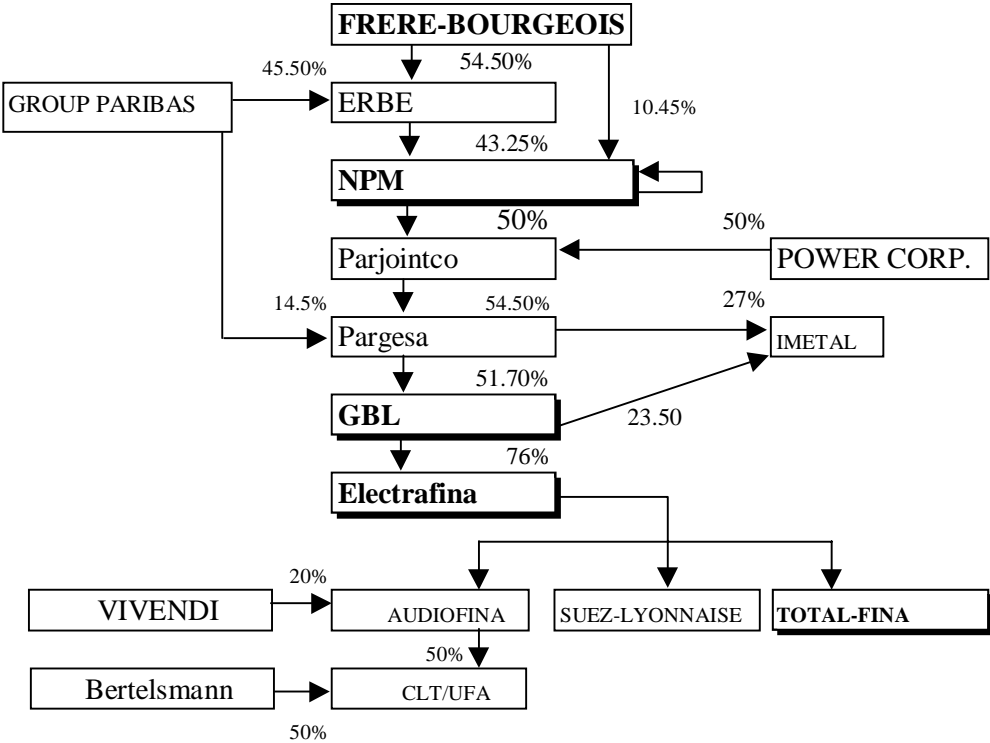 FRERE-BOURGEOIS
45.50%
54.50%
GROUP PARIBAS
ERBE
10.45%
43.25%
NPM
50%
50%
Parjointco
POWER CORP.
14.5%
54.50%
27%
Pargesa
IMETAL
51.70%
GBL
23.50
76%
Electrafina
20%
VIVENDI
AUDIOFINA
SUEZ-LYONNAISE
TOTAL-FINA
50%
Bertelsmann
CLT/UFA
50%